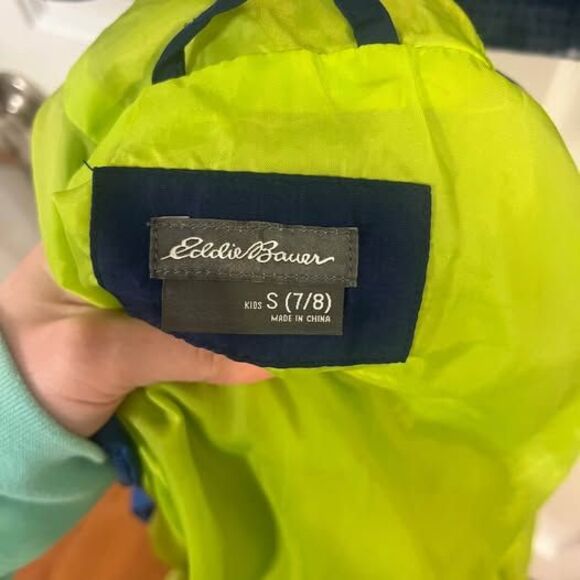 Eddie Bauer
KIDS S (7/8)
MADE IN CHINA